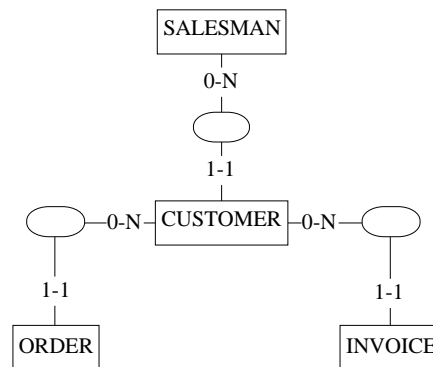 SALESMAN
0-N
1-1
0-N
CUSTOMER
0-N
1-1
1-1
ORDER
INVOICE